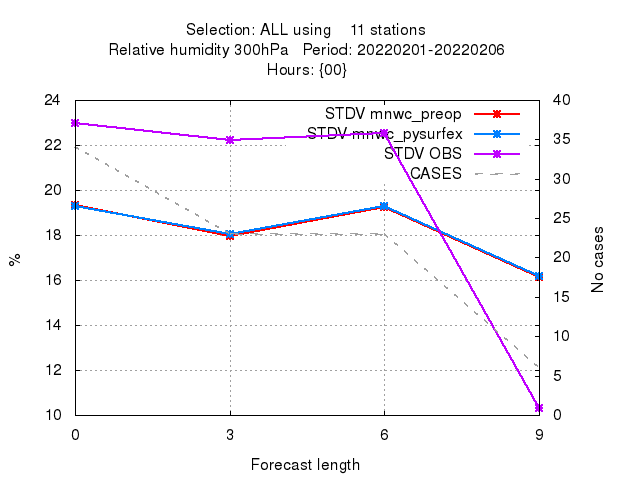 Selection: ALL using    11 stations
Relative humidity 300hPa   Period: 20220201-20220206
Hours: {00}
24
22
20
18
16
14
12
10
%
STDV mnwc_preop
STDV mnwc_pysurfex
STDV OBS
CASES
40
35
30
25
20
15
10
5
0
No cases
0 3 6 9
Forecast length